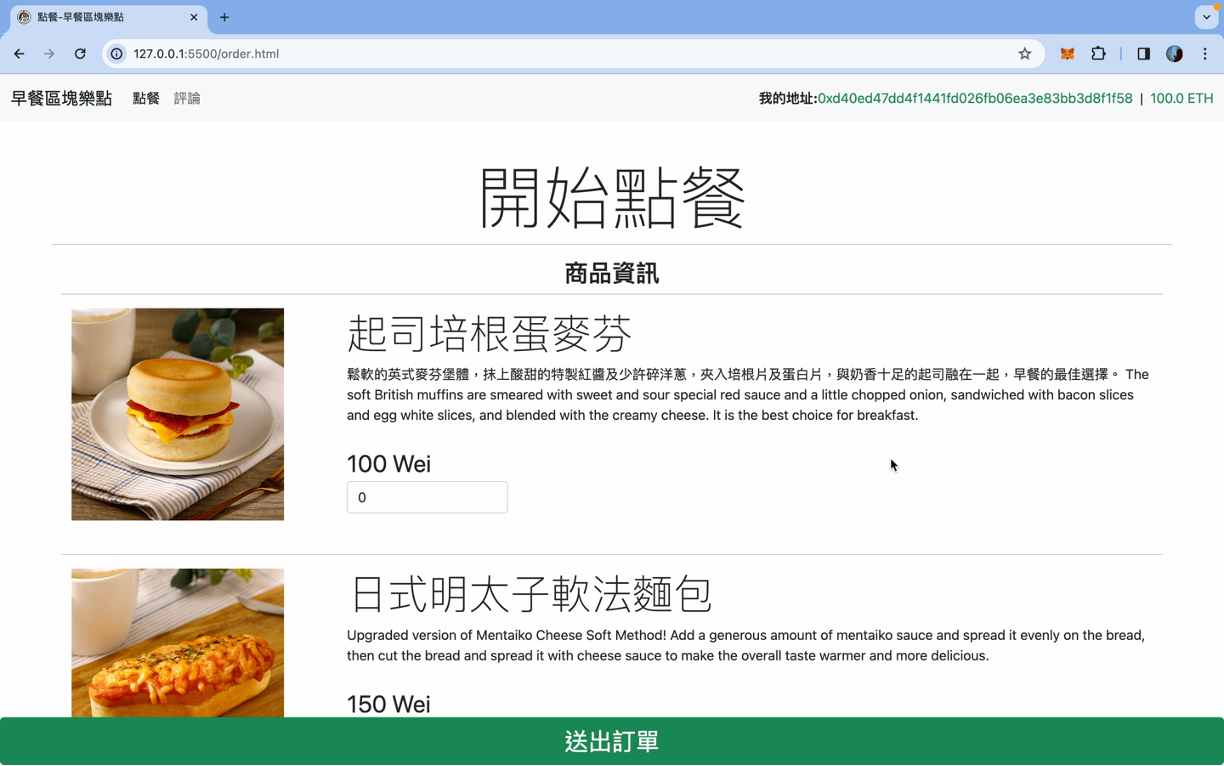 點餐-早餐區塊樂點
127.0.0.1:5500/order.html
早餐區塊樂點 點餐 評論 我的地址:0xd40ed47dd4f1441fd026fb06ea3e83bb3d8f1f58 | 100.0 ETH
開始點餐
商品資訊
起司培根蛋麥芬
鬆軟的英式麥芬堡體，抹上酸甜的特製紅醬及少許碎洋蔥，夾入培根片及蛋白片，與奶香十足的起司融在一起，早餐的最佳選擇。 The
soft British muffins are smeared with sweet and sour special red sauce and a little chopped onion, sandwiched with bacon slices
and egg white slices, and blended with the creamy cheese. It is the best choice for breakfast.
100 Wei
0
日式明太子軟法麵包
Upgraded version of Mentaiko Cheese Soft Method! Add a generous amount of mentaiko sauce and spread it evenly on the bread,
then cut the bread and spread it with cheese sauce to make the overall taste warmer and more delicious.
150 Wei
送出訂單